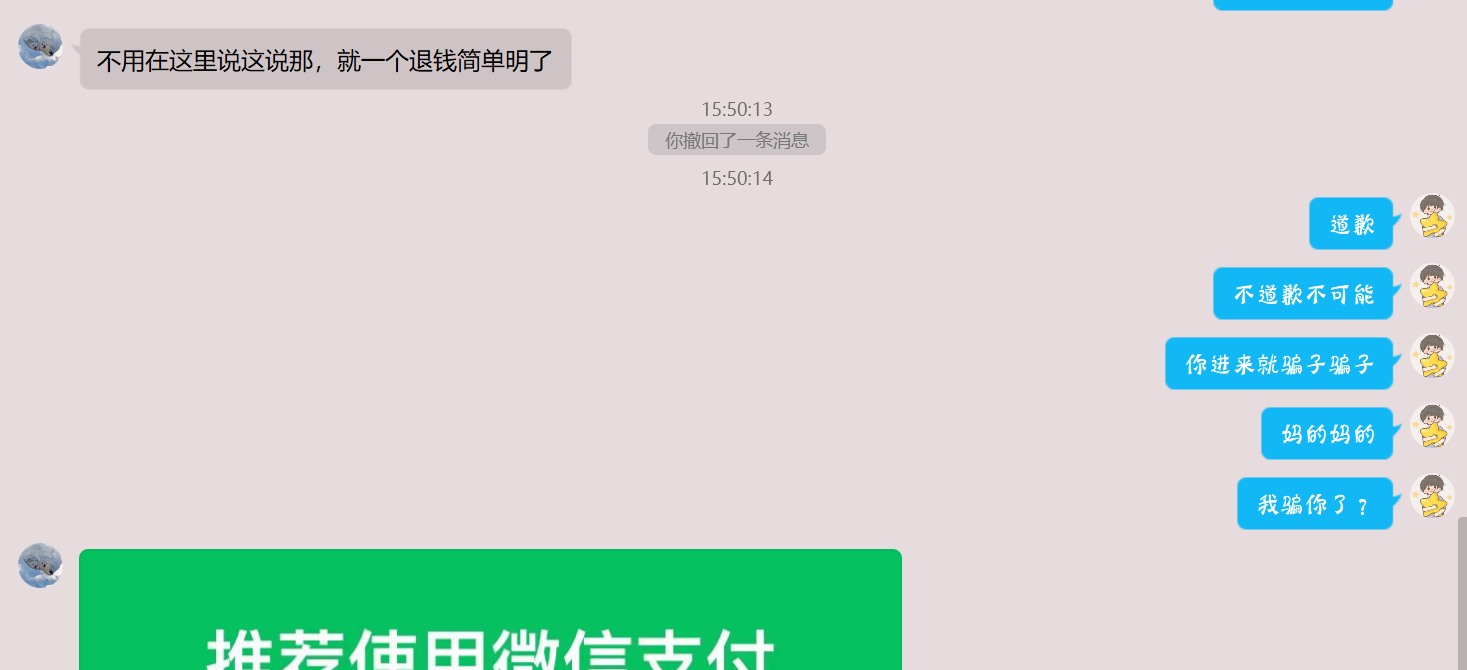 不用在这里说这说那，就一个退钱简单明了
15:50:13
你撤回了一条消息
15:50:14
道歉
不道歉不可能
你进来就骗子骗子
妈的妈的
我骗你了？
推荐使用微信支付